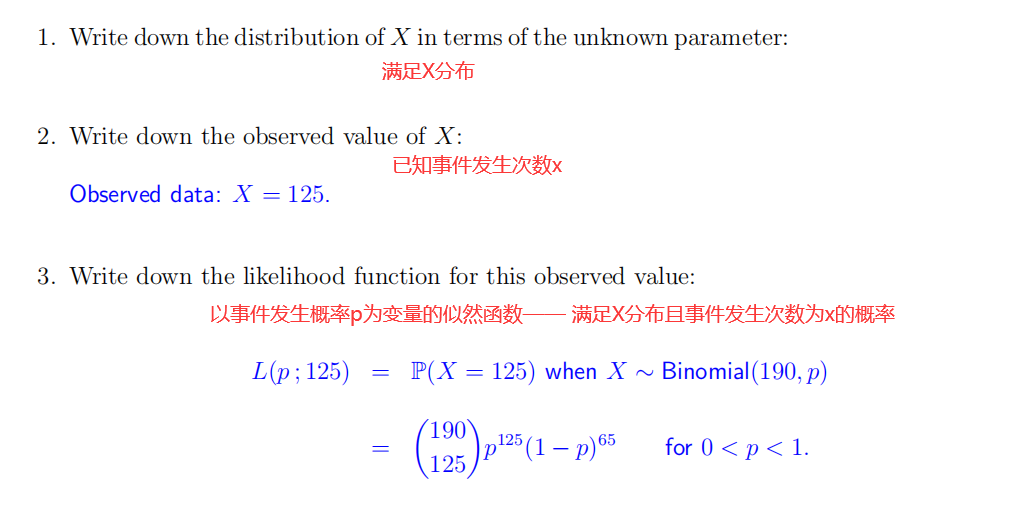 1. Write down the distribution of X in terms of the unknown parameter:
满足X分布
2. Write down the observed value of X:
已知事件发生次数x
Observed data: X = 125.
3. Write down the likelihood function for this observed value:
以事件发生概率p为变量的似然函数—— 满足X分布且事件发生次数为x的概率
L(p ; 125) = ℙ(X = 125) when X ∼ Binomial(190, p)
= \binom{190}{125} p^{125}(1 − p)^{65} for 0 < p < 1.